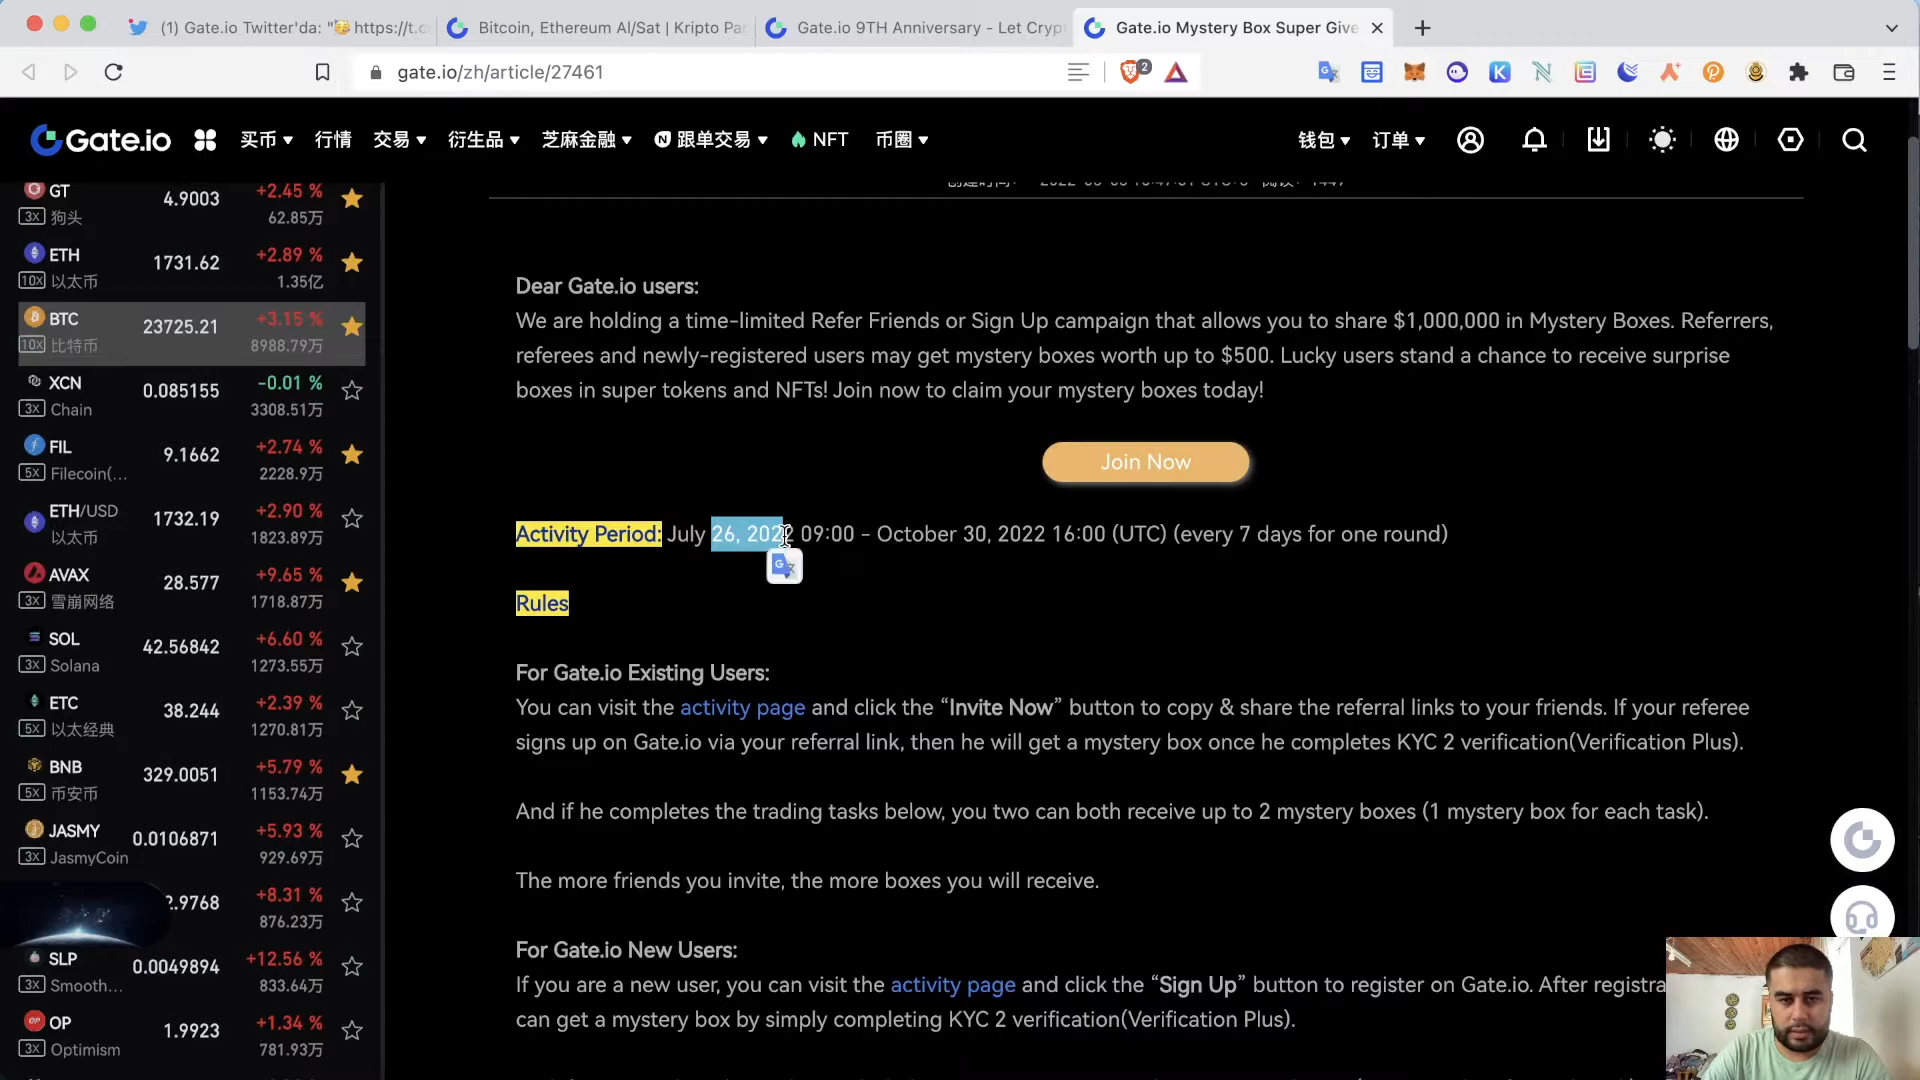 (1) Gate.io Twitter'da: "🥳 https://t.c
Bitcoin, Ethereum Al/Sat | Kripto Par
Gate.io 9TH Anniversary - Let Cryp
Gate.io Mystery Box Super Give
gate.io/zh/article/27461
2
Gate.io
买币
行情
交易
衍生品
芝麻金融
跟单交易
NFT
币圈
钱包
订单
GT 4.9003 +2.45 %
3X 狗头 62.85万
ETH 1731.62 +2.89 %
10X 以太币 1.35亿
BTC 23725.21 +3.15 %
10X 比特币 8988.79万
XCN 0.085155 -0.01 %
3X Chain 3308.51万
FIL 9.1662 +2.74 %
5X Filecoin(... 2228.9万
ETH/USD 1732.19 +2.90 %
以太币 1823.89万
AVAX 28.577 +9.65 %
3X 雪崩网络 1718.87万
SOL 42.56842 +6.60 %
3X Solana 1273.55万
ETC 38.244 +2.39 %
5X 以太经典 1270.81万
BNB 329.0051 +5.79 %
5X 币安币 1153.74万
JASMY 0.0106871 +5.93 %
3X JasmyCoin 929.69万
2.9768 +8.31 %
876.23万
SLP 0.0049894 +12.56 %
3X Smooth... 833.64万
OP 1.9923 +1.34 %
3X Optimism 781.93万
Dear Gate.io users:
We are holding a time-limited Refer Friends or Sign Up campaign that allows you to share $1,000,000 in Mystery Boxes. Referrers,
referees and newly-registered users may get mystery boxes worth up to $500. Lucky users stand a chance to receive surprise
boxes in super tokens and NFTs! Join now to claim your mystery boxes today!
Join Now
Activity Period: July 26, 2022 09:00 - October 30, 2022 16:00 (UTC) (every 7 days for one round)
Rules
For Gate.io Existing Users:
You can visit the activity page and click the “Invite Now” button to copy & share the referral links to your friends. If your referee
signs up on Gate.io via your referral link, then he will get a mystery box once he completes KYC 2 verification(Verification Plus).
And if he completes the trading tasks below, you two can both receive up to 2 mystery boxes (1 mystery box for each task).
The more friends you invite, the more boxes you will receive.
For Gate.io New Users:
If you are a new user, you can visit the activity page and click the “Sign Up” button to register on Gate.io. After registra
can get a mystery box by simply completing KYC 2 verification(Verification Plus).